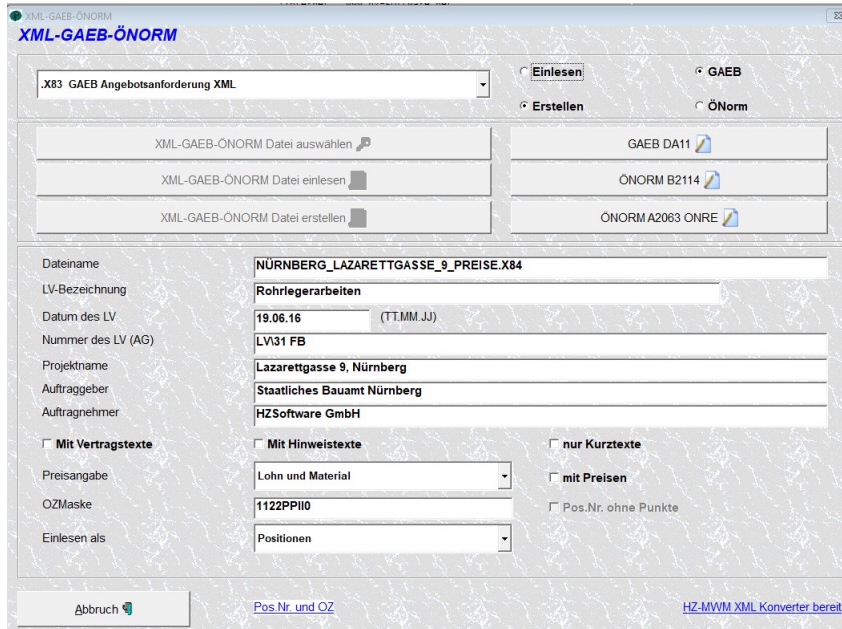 XML-GAEB-ÖNORM
XML-GAEB-ÖNORM
.X83 GAEB Angebotsanforderung XML
Einlesen
GAEB
Erstellen
ÖNorm
XML-GAEB-ÖNORM Datei auswählen
GAEB DA11
XML-GAEB-ÖNORM Datei einlesen
ÖNORM B2114
XML-GAEB-ÖNORM Datei erstellen
ÖNORM A2063 ONRE
Dateiname
NÜRNBERG_LAZARETTGASSE_9_PREISE.X84
LV-Bezeichnung
Rohrlegerarbeiten
Datum des LV
19.06.16
(TT.MM.JJ)
Nummer des LV (AG)
LV\31 FB
Projektname
Lazarettgasse 9, Nürnberg
Auftraggeber
Staatliches Bauamt Nürnberg
Auftragnehmer
HZSoftware GmbH
Mit Vertragstexte
Mit Hinweistexte
nur Kurztexte
Preisangabe
Lohn und Material
mit Preisen
OZMaske
1122PPII0
Pos.Nr. ohne Punkte
Einlesen als
Positionen
Abbruch
Pos.Nr. und OZ
HZ-MWM XML Konverter bereit